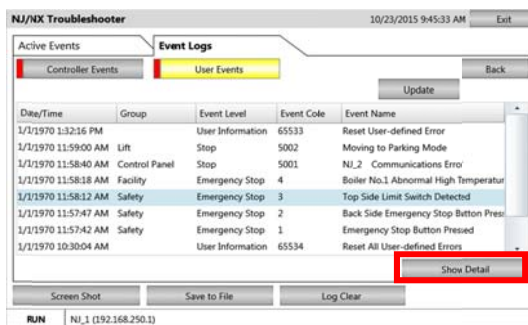 NJ/NX Troubleshooter 10/23/2015 9:45:33 AM Exit
Active Events Event Logs
Controller Events User Events Back
Update
Date/Time Group Event Level Event Code Event Name
1/1/1970 1:32:16 PM User Information 65533 Reset User-defined Error
1/1/1970 11:59:00 AM Lift Stop 5002 Moving to Parking Mode
1/1/1970 11:58:40 AM Control Panel Stop 5001 NJ_2 Communications Error
1/1/1970 11:58:18 AM Facility Emergency Stop 4 Boiler No.1 Abnormal High Temperatur
1/1/1970 11:58:12 AM Safety Emergency Stop 3 Top Side Limit Switch Detected
1/1/1970 11:57:47 AM Safety Emergency Stop 2 Back Side Emergency Stop Button Press
1/1/1970 11:57:42 AM Safety Emergency Stop 1 Emergency Stop Button Pressed
1/1/1970 10:30:04 AM User Information 65534 Reset All User-defined Errors
Show Detail
Screen Shot Save to File Log Clear
RUN NJ_1 (192.168.250.1)